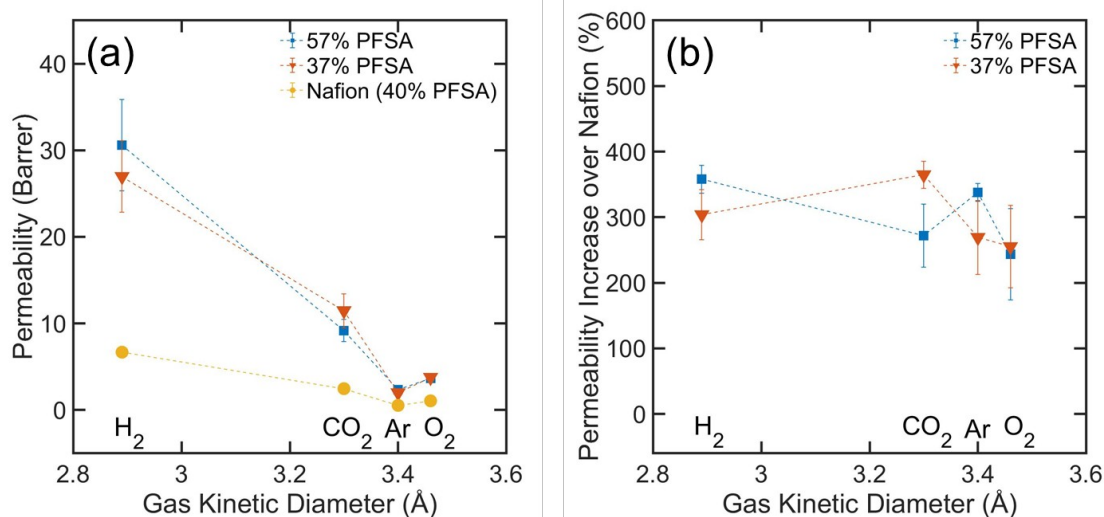 (a)
57% PFSA
37% PFSA
Nafion (40% PFSA)
Permeability (Barrer)
40
30
20
10
0
H2
CO2
Ar
O2
2.8
3
3.2
3.4
3.6
Gas Kinetic Diameter (Å)
(b)
57% PFSA
37% PFSA
Permeability Increase over Nafion (%)
600
500
400
300
200
100
0
H2
CO2
Ar
O2
2.8
3
3.2
3.4
3.6
Gas Kinetic Diameter (Å)